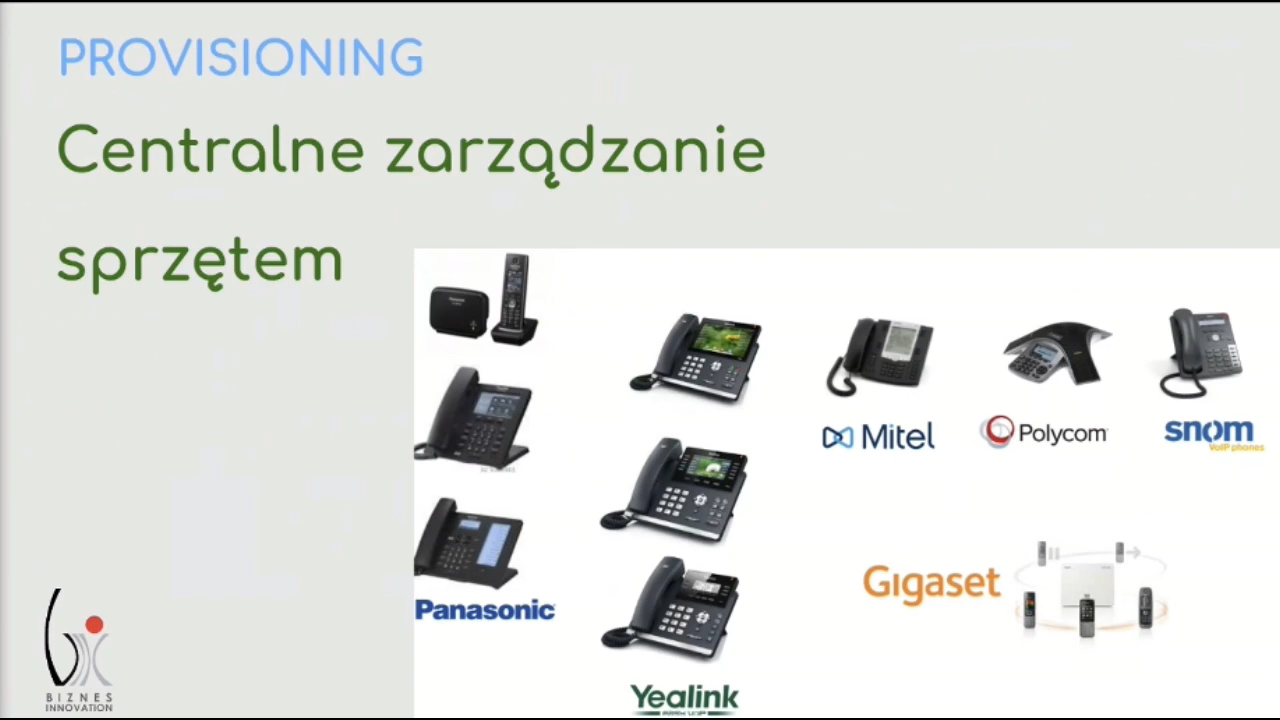 PROVISIONING
Centralne zarządzanie
sprzętem
Mitel
Polycom
snom
VoIP phones
Gigaset
Panasonic
Yealink
BIZNES
INNOVATION